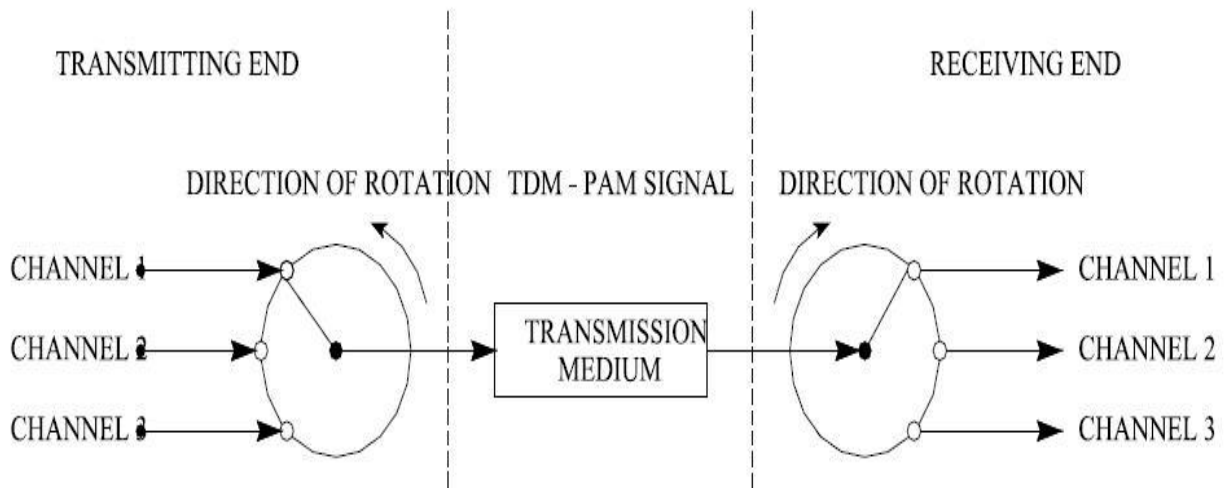 TRANSMITTING END
RECEIVING END
DIRECTION OF ROTATION
TDM - PAM SIGNAL
DIRECTION OF ROTATION
CHANNEL 1
CHANNEL 2
CHANNEL 3
TRANSMISSION
MEDIUM
CHANNEL 1
CHANNEL 2
CHANNEL 3